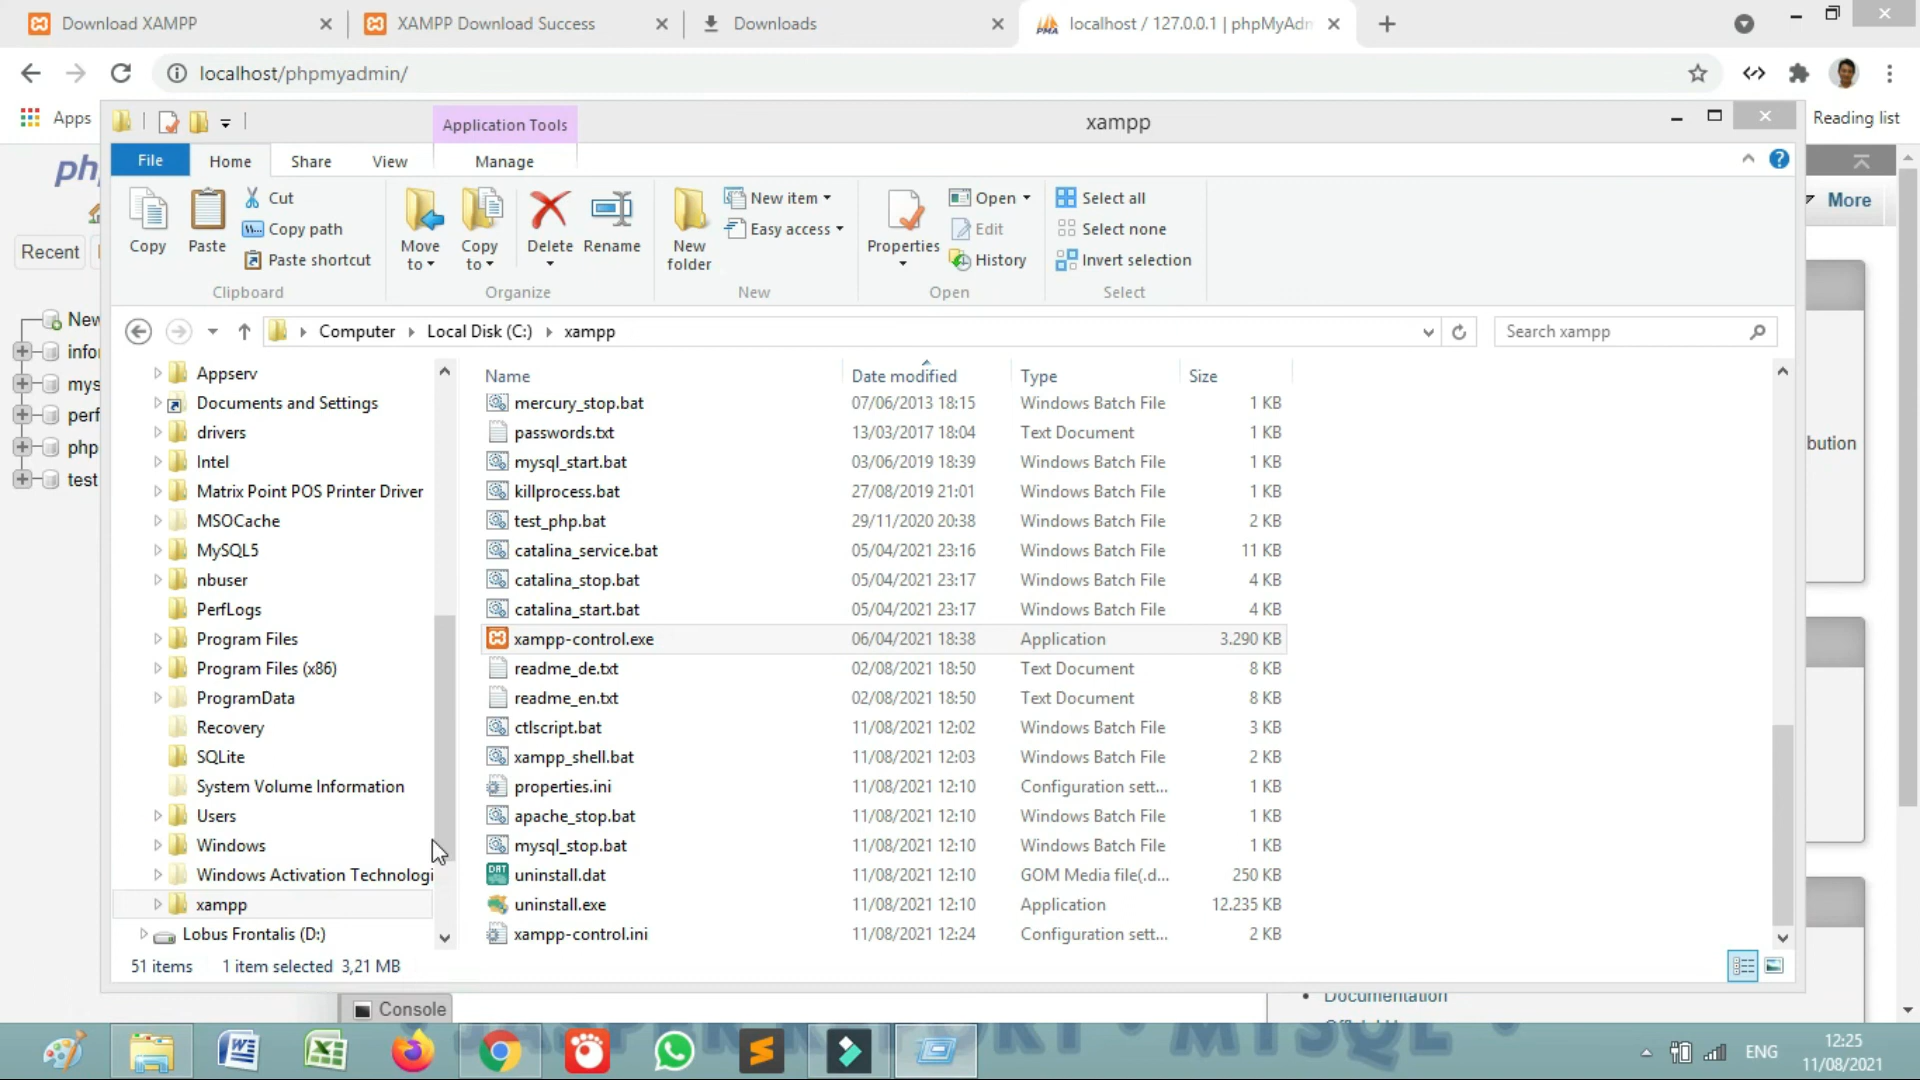 Download XAMPP
XAMPP Download Success
Downloads
localhost / 127.0.0.1 | phpMyAdm
localhost/phpmyadmin/
Apps
Reading list
Application Tools
xampp
File
Home
Share
View
Manage
Copy
Paste
Cut
Copy path
Paste shortcut
Clipboard
Move to
Copy to
Delete
Rename
Organize
New folder
New item
Easy access
New
Properties
Open
Edit
History
Open
Select all
Select none
Invert selection
Select
More
Recent
Computer
Local Disk (C:)
xampp
Search xampp
New
info
mys
perf
php
test
Appserv
Documents and Settings
drivers
Intel
Matrix Point POS Printer Driver
MSOCache
MySQL5
nbuser
PerfLogs
Program Files
Program Files (x86)
ProgramData
Recovery
SQLite
System Volume Information
Users
Windows
Windows Activation Technologi
xampp
Lobus Frontalis (D:)
Name Date modified Type Size
mercury_stop.bat 07/06/2013 18:15 Windows Batch File 1 KB
passwords.txt 13/03/2017 18:04 Text Document 1 KB
mysql_start.bat 03/06/2019 18:39 Windows Batch File 1 KB
killprocess.bat 27/08/2019 21:01 Windows Batch File 1 KB
test_php.bat 29/11/2020 20:38 Windows Batch File 2 KB
catalina_service.bat 05/04/2021 23:16 Windows Batch File 11 KB
catalina_stop.bat 05/04/2021 23:17 Windows Batch File 4 KB
catalina_start.bat 05/04/2021 23:17 Windows Batch File 4 KB
xampp-control.exe 06/04/2021 18:38 Application 3.290 KB
readme_de.txt 02/08/2021 18:50 Text Document 8 KB
readme_en.txt 02/08/2021 18:50 Text Document 8 KB
ctlscript.bat 11/08/2021 12:02 Windows Batch File 3 KB
xampp_shell.bat 11/08/2021 12:03 Windows Batch File 2 KB
properties.ini 11/08/2021 12:10 Configuration sett... 1 KB
apache_stop.bat 11/08/2021 12:10 Windows Batch File 1 KB
mysql_stop.bat 11/08/2021 12:10 Windows Batch File 1 KB
uninstall.dat 11/08/2021 12:10 GOM Media file(.d... 250 KB
uninstall.exe 11/08/2021 12:10 Application 12.235 KB
xampp-control.ini 11/08/2021 12:24 Configuration sett... 2 KB
bution
51 items 1 item selected 3,21 MB
Console
Documentation
MYSQL
ENG
12:25
11/08/2021